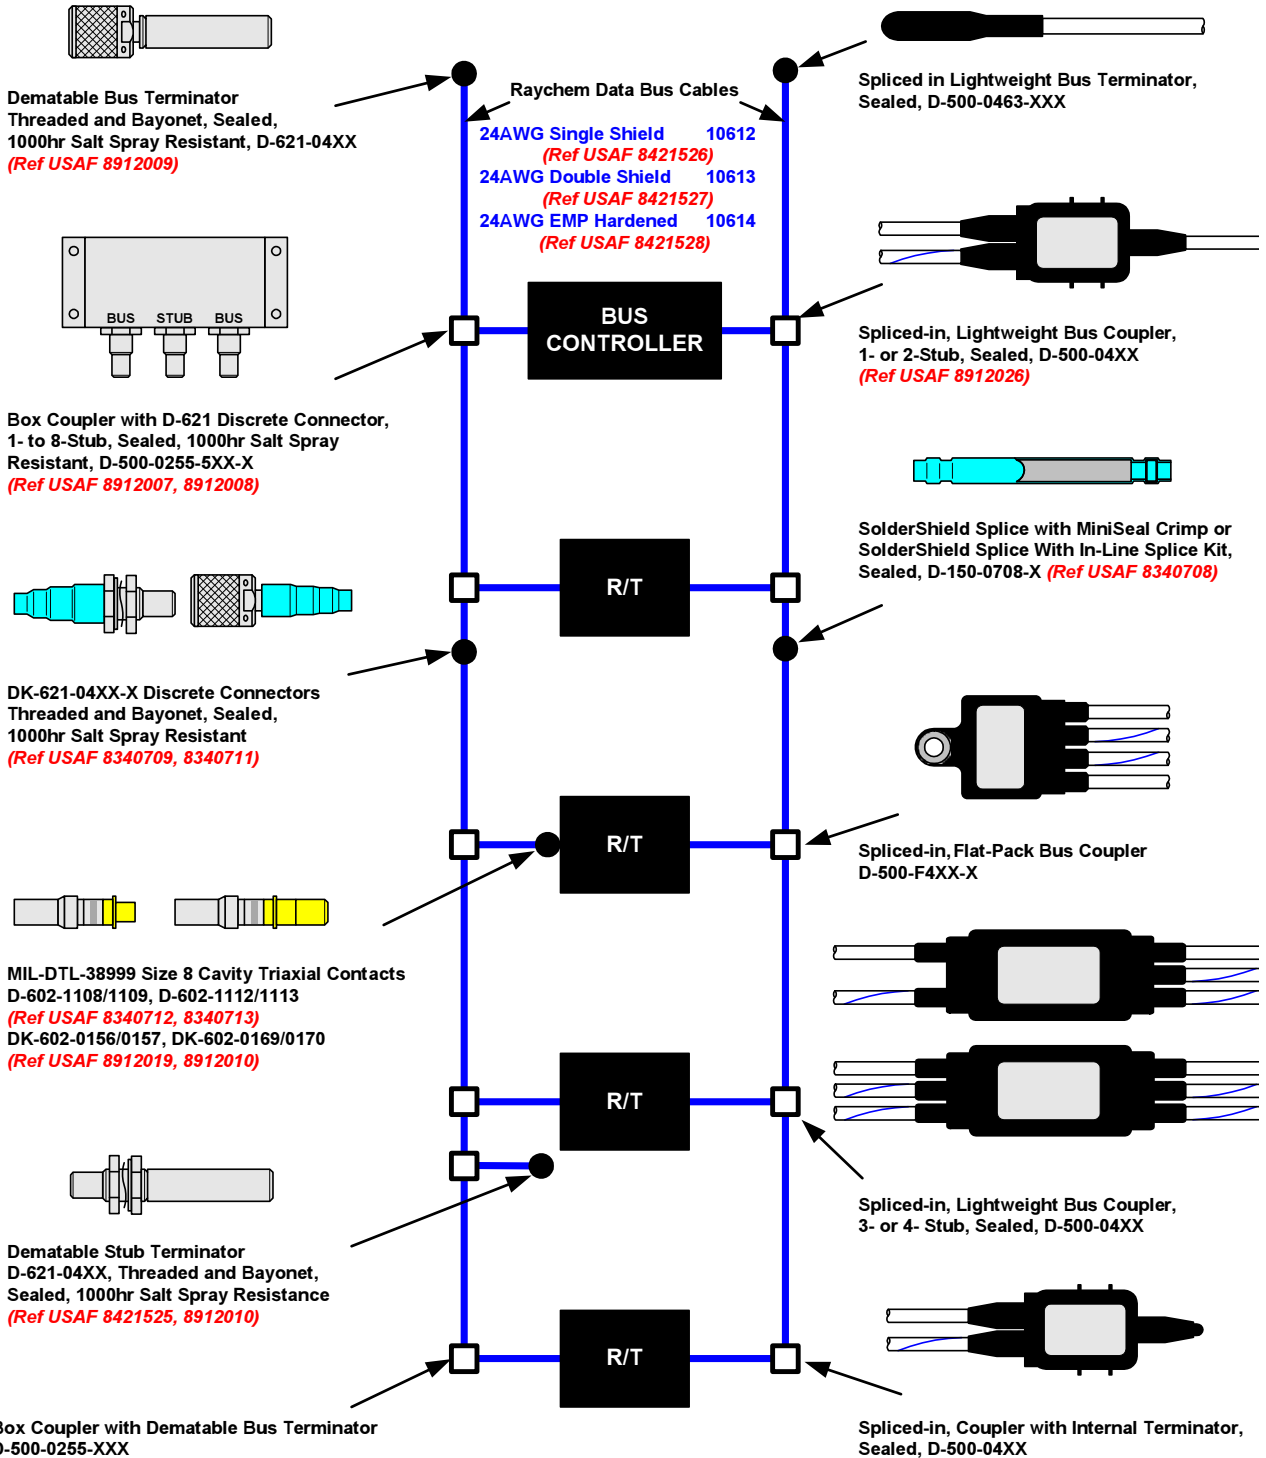 Dematable Bus Terminator
Threaded and Bayonet, Sealed,
1000hr Salt Spray Resistant, D-621-04XX
(Ref USAF 8912009)
BUS STUB BUS
Box Coupler with D-621 Discrete Connector,
1- to 8-Stub, Sealed, 1000hr Salt Spray
Resistant, D-500-0255-5XX-X
(Ref USAF 8912007, 8912008)
DK-621-04XX-X Discrete Connectors
Threaded and Bayonet, Sealed,
1000hr Salt Spray Resistant
(Ref USAF 8340709, 8340711)
MIL-DTL-38999 Size 8 Cavity Triaxial Contacts
D-602-1108/1109, D-602-1112/1113
(Ref USAF 8340712, 8340713)
DK-602-0156/0157, DK-602-0169/0170
(Ref USAF 8912019, 8912010)
Dematable Stub Terminator
D-621-04XX, Threaded and Bayonet,
Sealed, 1000hr Salt Spray Resistance
(Ref USAF 8421525, 8912010)
Box Coupler with Dematable Bus Terminator
D-500-0255-XXX
Raychem Data Bus Cables
24AWG Single Shield 10612
(Ref USAF 8421526)
24AWG Double Shield 10613
(Ref USAF 8421527)
24AWG EMP Hardened 10614
(Ref USAF 8421528)
BUS
CONTROLLER
R/T
R/T
R/T
R/T
Spliced in Lightweight Bus Terminator,
Sealed, D-500-0463-XXX
Spliced-in, Lightweight Bus Coupler,
1- or 2-Stub, Sealed, D-500-04XX
(Ref USAF 8912026)
SolderShield Splice with MiniSeal Crimp or
SolderShield Splice With In-Line Splice Kit,
Sealed, D-150-0708-X (Ref USAF 8340708)
Spliced-in, Flat-Pack Bus Coupler
D-500-F4XX-X
Spliced-in, Lightweight Bus Coupler,
3- or 4- Stub, Sealed, D-500-04XX
Spliced-in, Coupler with Internal Terminator,
Sealed, D-500-04XX